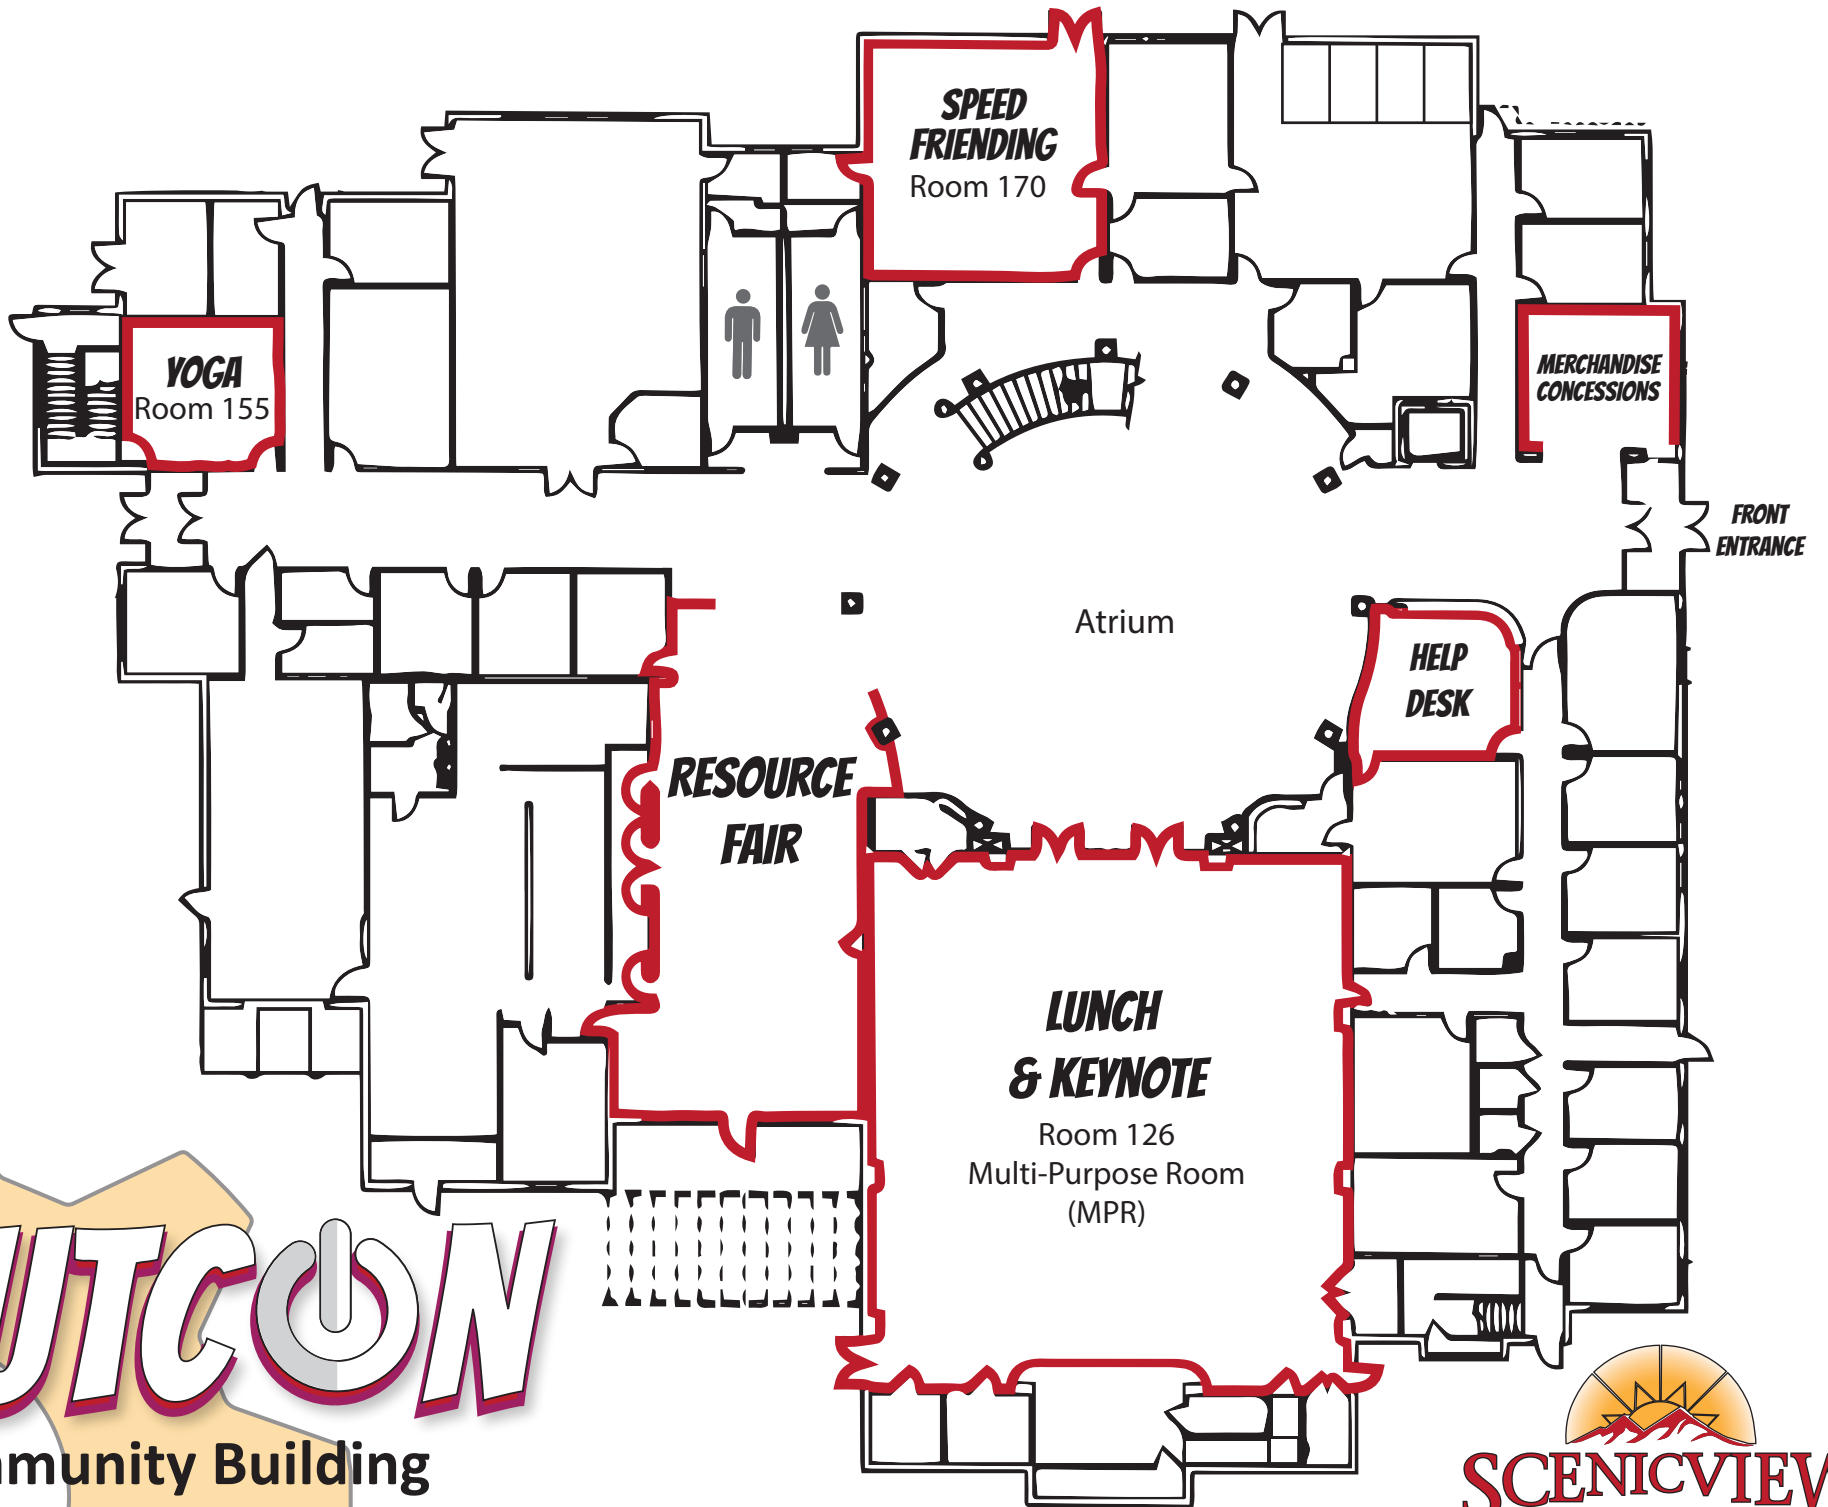 SPEED
FRIENDING
Room 170
YOGA
Room 155
MERCHANDISE
CONCESSIONS
FRONT
ENTRANCE
Atrium
HELP
DESK
RESOURCE
FAIR
LUNCH
& KEYNOTE
Room 126
Multi-Purpose Room
(MPR)
UTCON
mmunity Building
SCENICVIEW